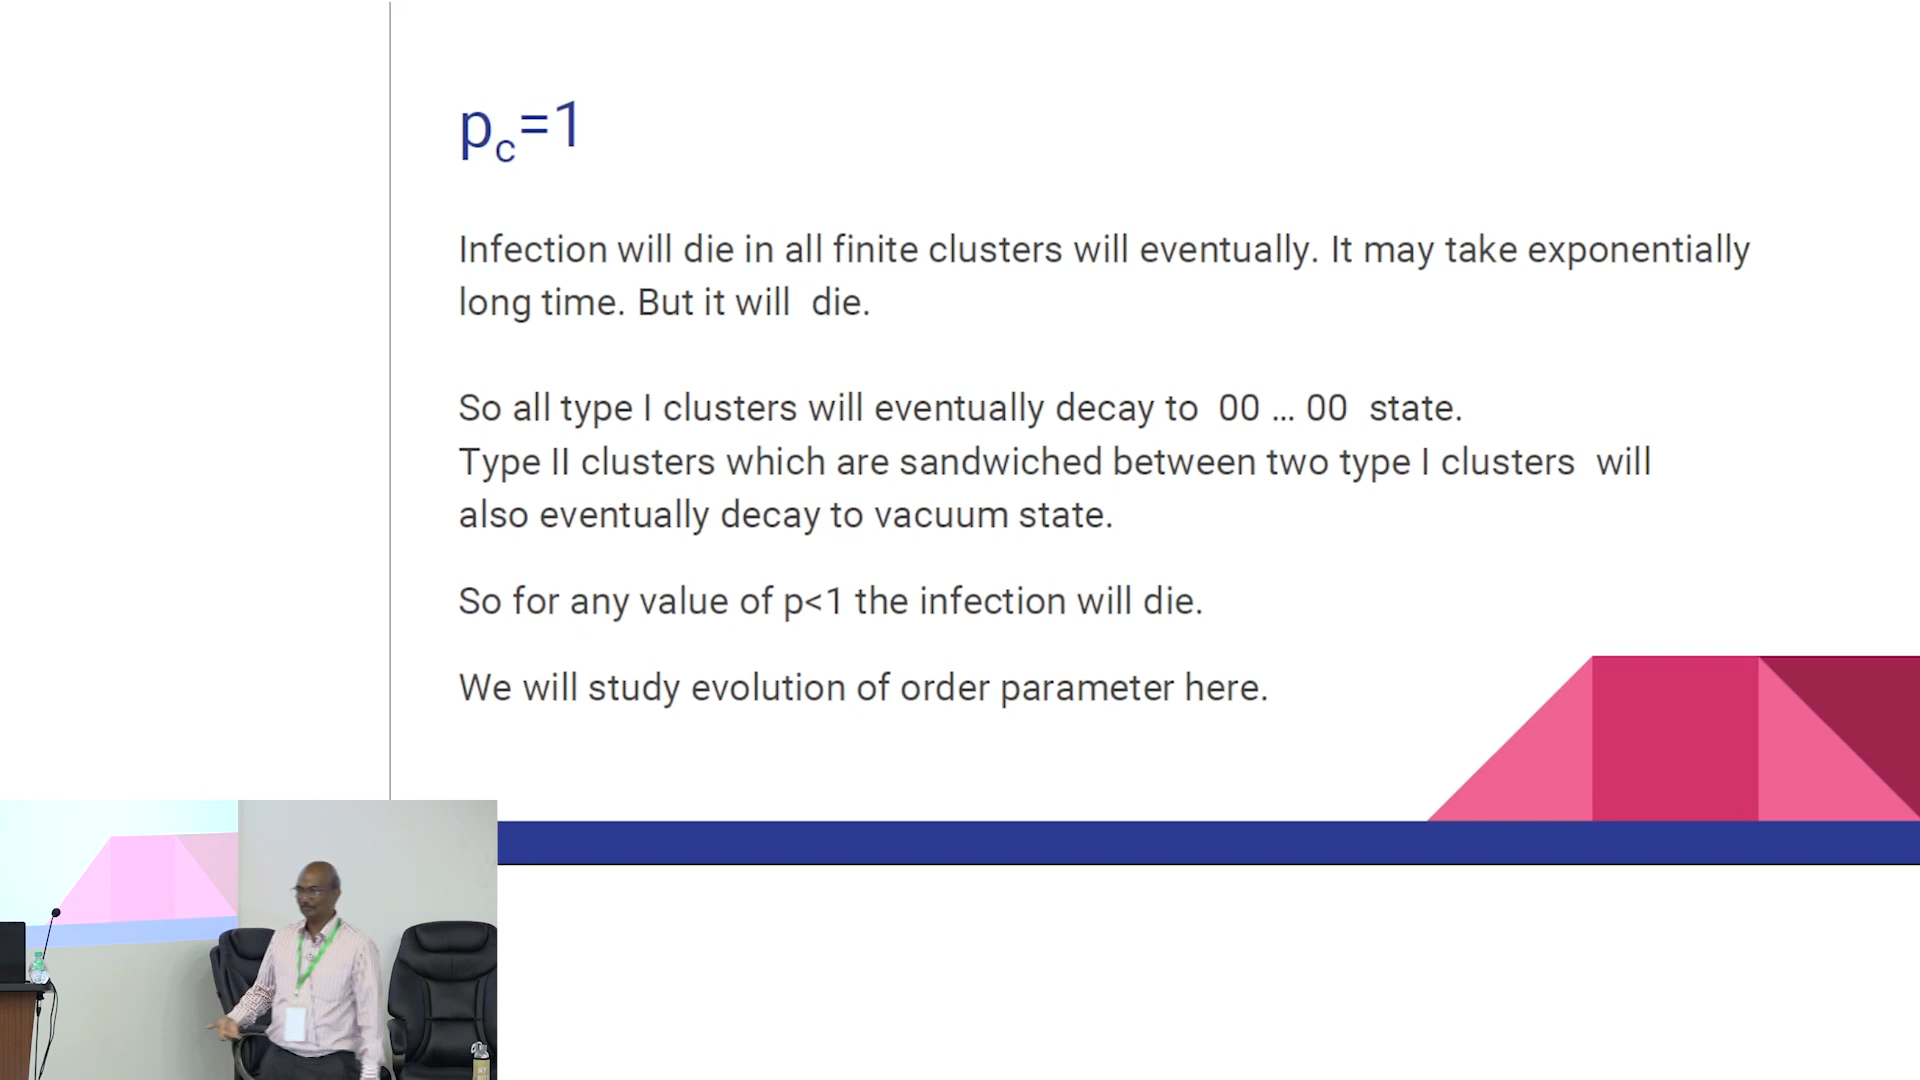 pc=1
Infection will die in all finite clusters will eventually. It may take exponentially
long time. But it will die.
So all type I clusters will eventually decay to 00 ... 00 state.
Type II clusters which are sandwiched between two type I clusters will
also eventually decay to vacuum state.
So for any value of p<1 the infection will die.
We will study evolution of order parameter here.